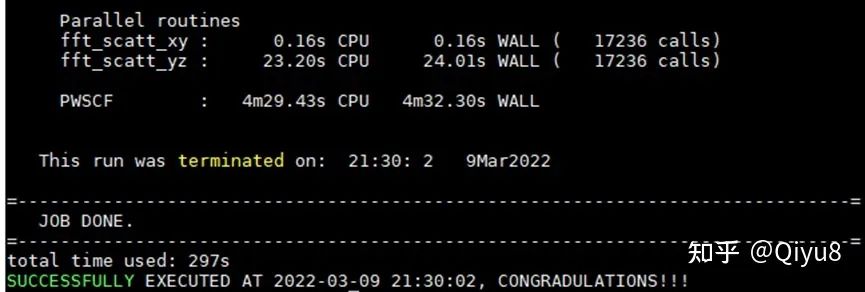 Parallel routines
fft_scatt_xy : 0.16s CPU 0.16s WALL ( 17236 calls)
fft_scatt_yz : 23.20s CPU 24.01s WALL ( 17236 calls)
PWSCF : 4m29.43s CPU 4m32.30s WALL
This run was terminated on: 21:30: 2 9Mar2022
=------------------------------------------------------------------------------=
JOB DONE.
=------------------------------------------------------------------------------=
total time used: 297s
SUCCESSFULLY EXECUTED AT 2022-03-09 21:30:02, CONGRADULATIONS!!!
知乎 @Qiyu8